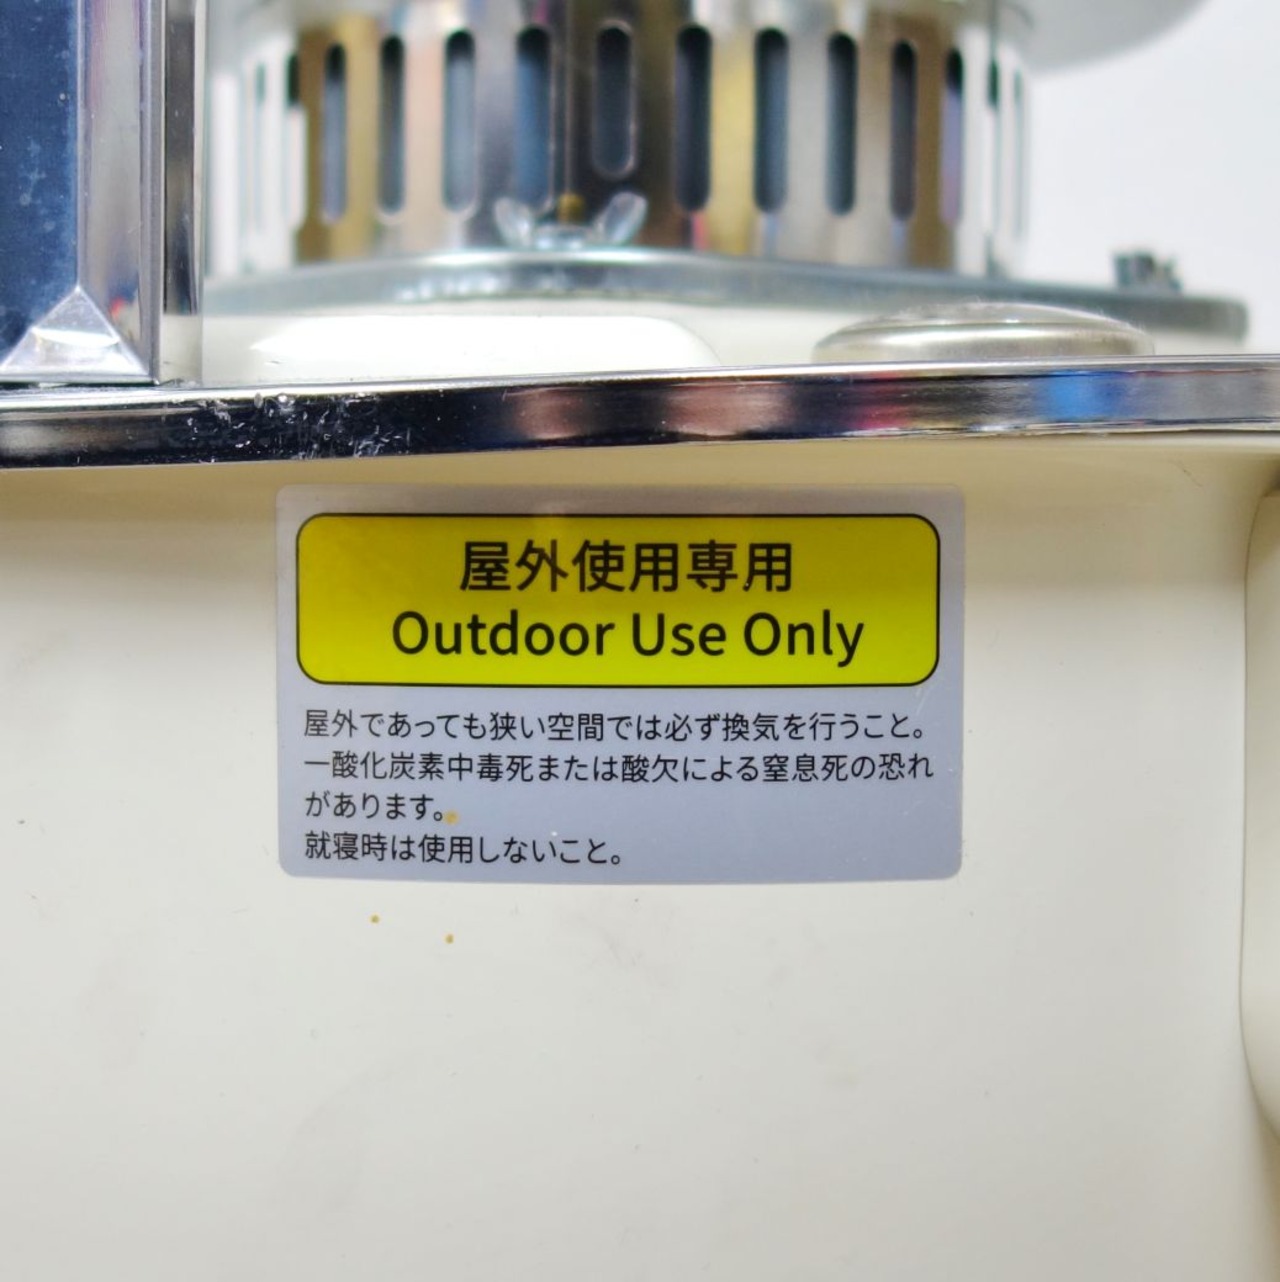 屋外使用専用
Outdoor Use Only
屋外であっても狭い空間では必ず換気を行うこと。
一酸化炭素中毒死または酸欠による窒息死の恐れ
があります。
就寝時は使用しないこと。